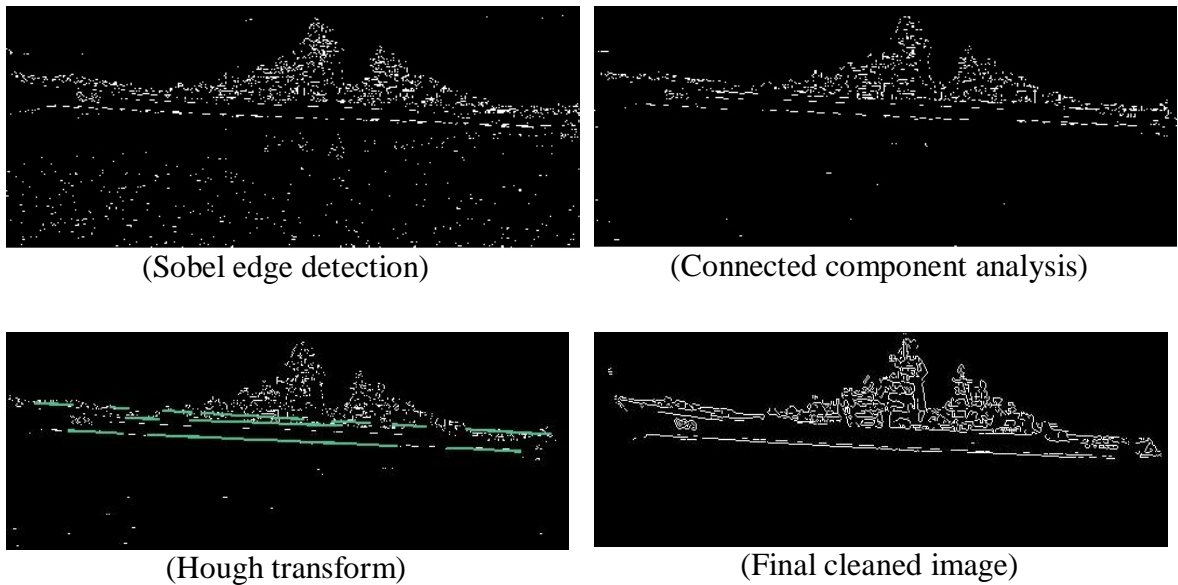 (Sobel edge detection)
(Connected component analysis)
(Hough transform)
(Final cleaned image)